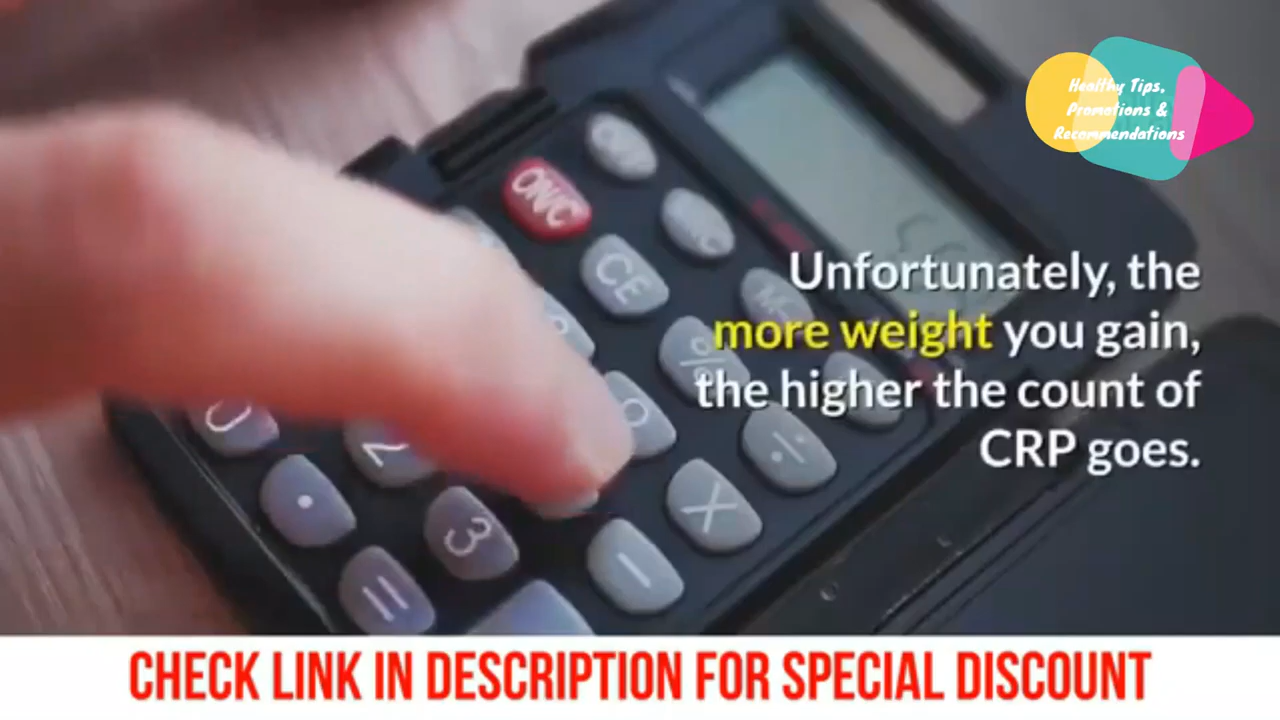 Healthy Tips,
Promotions &
Recommendations
ON/C
CE
%
÷
X
2
3
=
Unfortunately, the
more weight you gain,
the higher the count of
CRP goes.
CHECK LINK IN DESCRIPTION FOR SPECIAL DISCOUNT